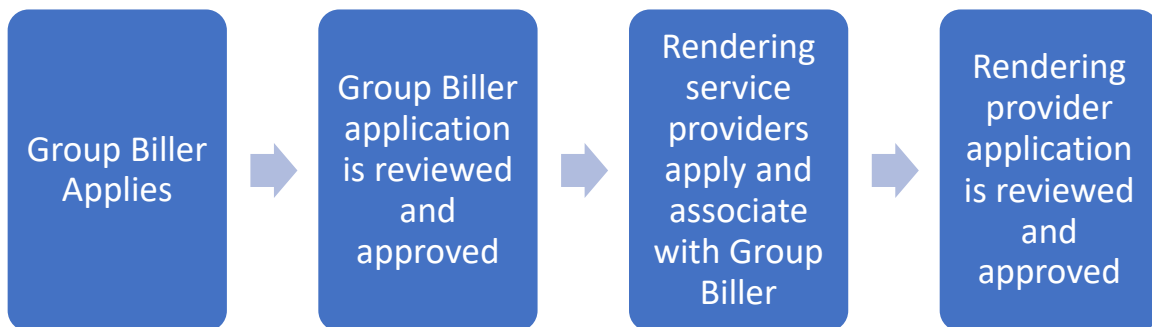 Group Biller
Applies
Group Biller
application
is reviewed
and
approved
Rendering
service
providers
apply and
associate
with Group
Biller
Rendering
provider
application
is reviewed
and
approved